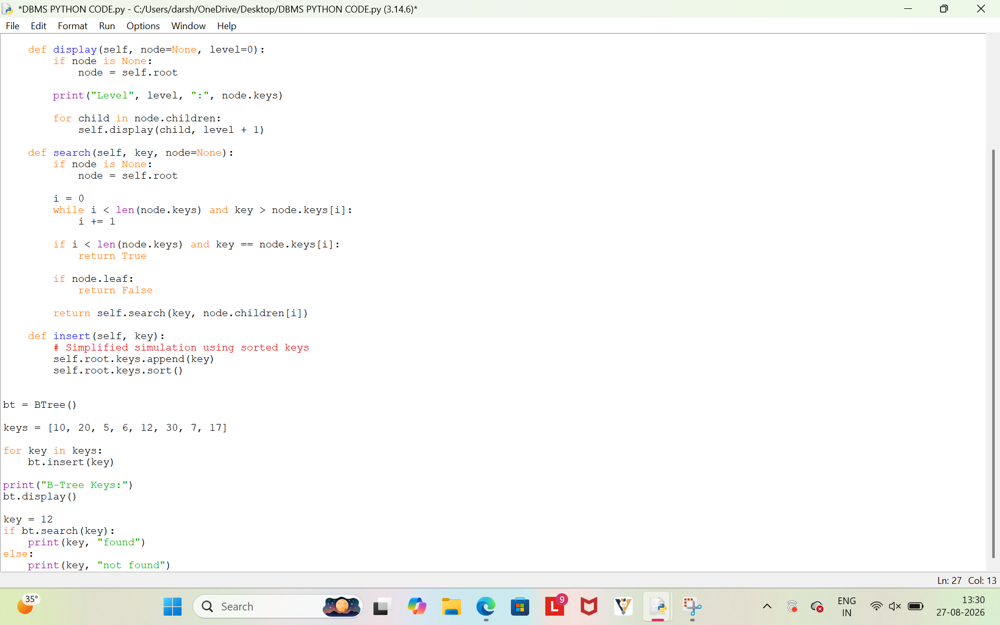 *DBMS PYTHON CODE.py - C:/Users/darsh/OneDrive/Desktop/DBMS PYTHON CODE.py (3.14.6)*
File Edit Format Run Options Window Help
    def display(self, node=None, level=0):
        if node is None:
            node = self.root

        print("Level", level, ":", node.keys)

        for child in node.children:
            self.display(child, level + 1)

    def search(self, key, node=None):
        if node is None:
            node = self.root

        i = 0
        while i < len(node.keys) and key > node.keys[i]:
            i += 1

        if i < len(node.keys) and key == node.keys[i]:
            return True

        if node.leaf:
            return False

        return self.search(key, node.children[i])

    def insert(self, key):
        # Simplified simulation using sorted keys
        self.root.keys.append(key)
        self.root.keys.sort()


bt = BTree()

keys = [10, 20, 5, 6, 12, 30, 7, 17]

for key in keys:
    bt.insert(key)

print("B-Tree Keys:")
bt.display()

key = 12
if bt.search(key):
    print(key, "found")
else:
    print(key, "not found")
Ln: 27 Col: 13
35°
Search
L
9
ENG
IN
13:30
27-08-2026